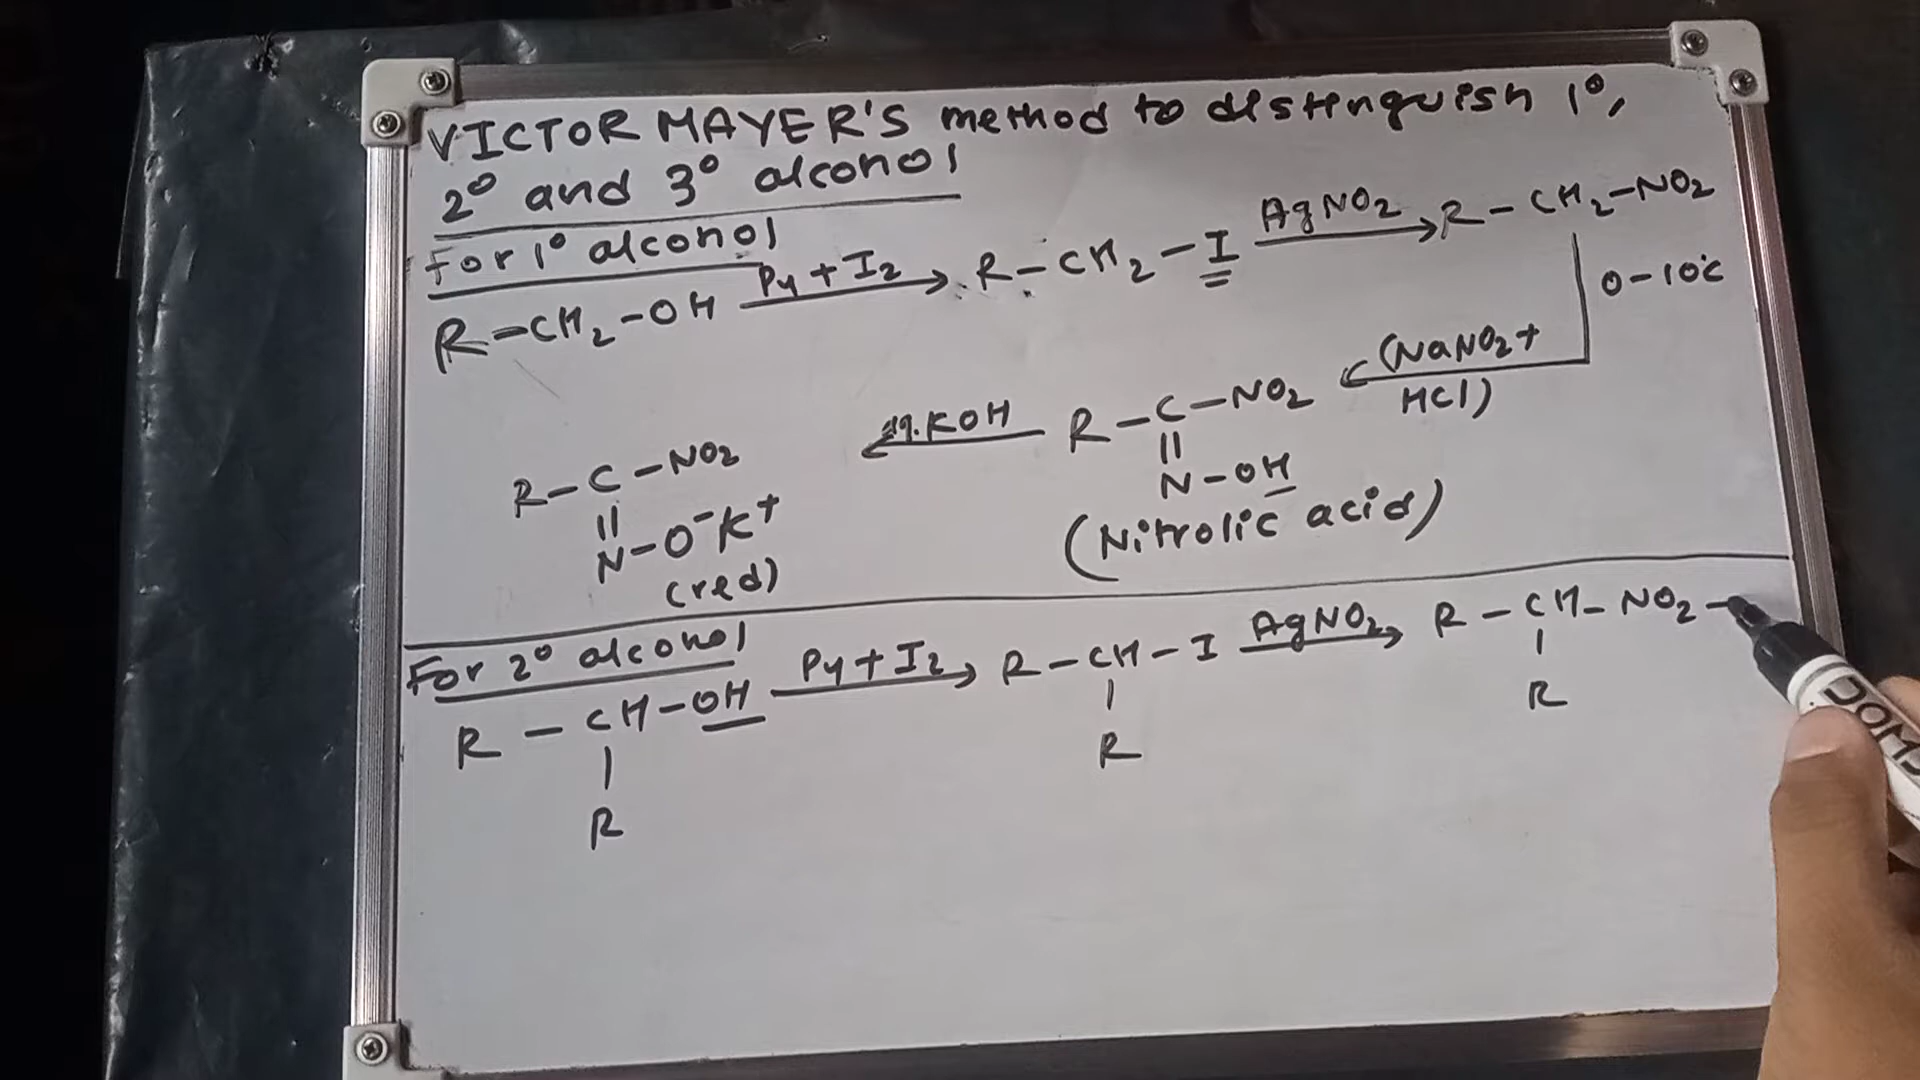 VICTOR MAYER'S method to distinguish 1°,
2° and 3° alcohol
For 1° alcohol
R-CH2-OH Py+I2 → R-CH2-I AgNO2 → R-CH2-NO2
0-10°C
(NaNO2+
HCl)
R-C-NO2
||
N-OH
(Nitrolic acid)
aq.KOH
R-C-NO2
||
N-O⁻K⁺
(red)
For 2° alcohol
R-CH-OH Py+I2 → R-CH-I AgNO2 → R-CH-NO2-
R R R
DOMS